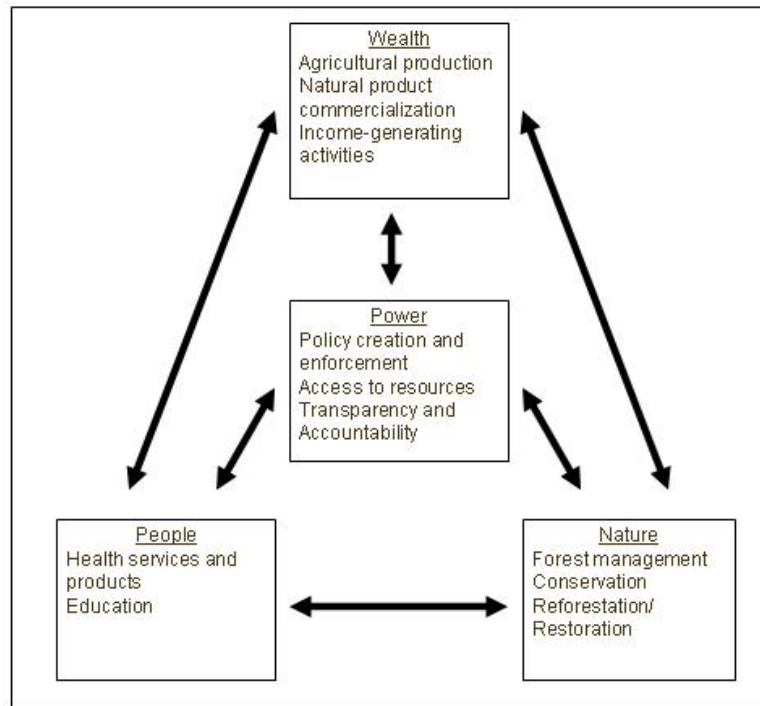 Wealth
Agricultural production
Natural product
commercialization
Income-generating
activities
Power
Policy creation and
enforcement
Access to resources
Transparency and
Accountability
People
Health services and
products
Education
Nature
Forest management
Conservation
Reforestation/
Restoration